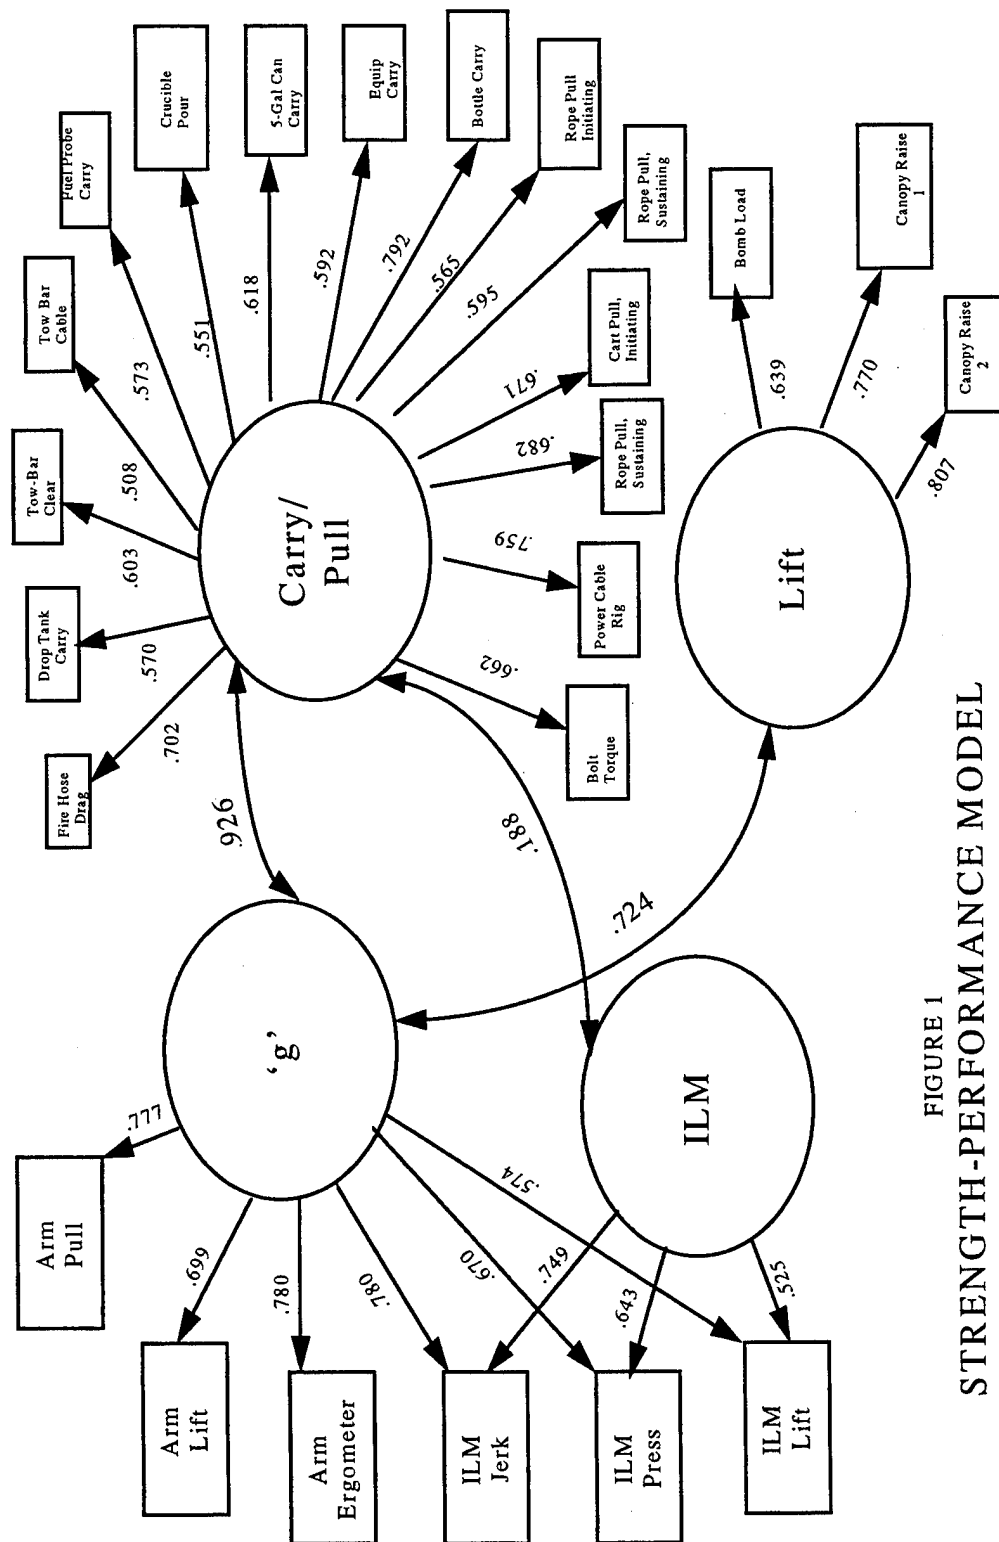 Arm
Pull
Arm
Lift
Arm
Ergometer
ILM
Jerk
ILM
Press
ILM
Lift
.777
.699
.780
.780
.670
.574
.749
.643
.525
'g'
ILM
.926
.188
.724
Carry/
Pull
Lift
.702
.570
.603
.508
.573
.551
.618
.592
.792
.565
.595
.671
.682
.759
.662
Fire Hose
Drag
Drop Tank
Carry
Tow-Bar
Clear
Tow Bar
Cable
Fuel Probe
Carry
Crucible
Pour
5-Gal Can
Carry
Equip
Carry
Bottle Carry
Rope Pull
Initiating
Rope Pull,
Sustaining
Cart Pull,
Initiating
Rope Pull,
Sustaining
Power Cable
Rig
Bolt
Torque
.639
.770
.807
Bomb Load
Canopy Raise
1
Canopy Raise
2
FIGURE 1
STRENGTH-PERFORMANCE MODEL